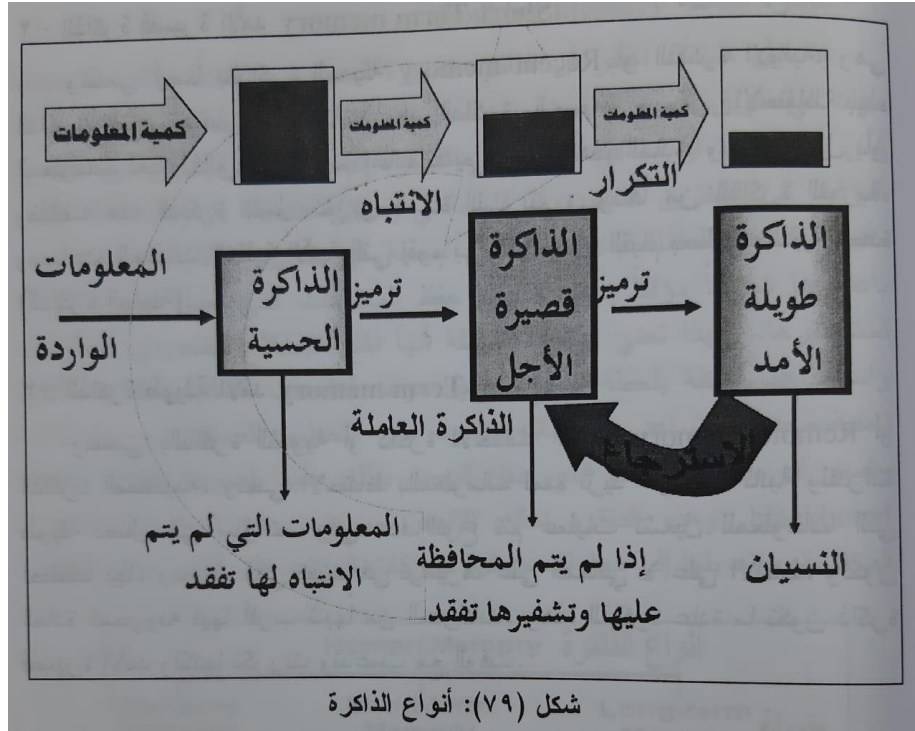 كمية المعلومات
كمية المعلومات
كمية المعلومات
الانتباه
التكرار
المعلومات
الواردة
الذاكرة
الحسية
ترميز
الذاكرة
قصيرة
الأجل
ترميز
الذاكرة
طويلة
الأمد
الذاكرة العاملة
الاسترجاع
المعلومات التي لم يتم
الانتباه لها تفقد
إذا لم يتم المحافظة
عليها وتشفيرها تفقد
النسيان
شكل (٧٩): أنواع الذاكرة